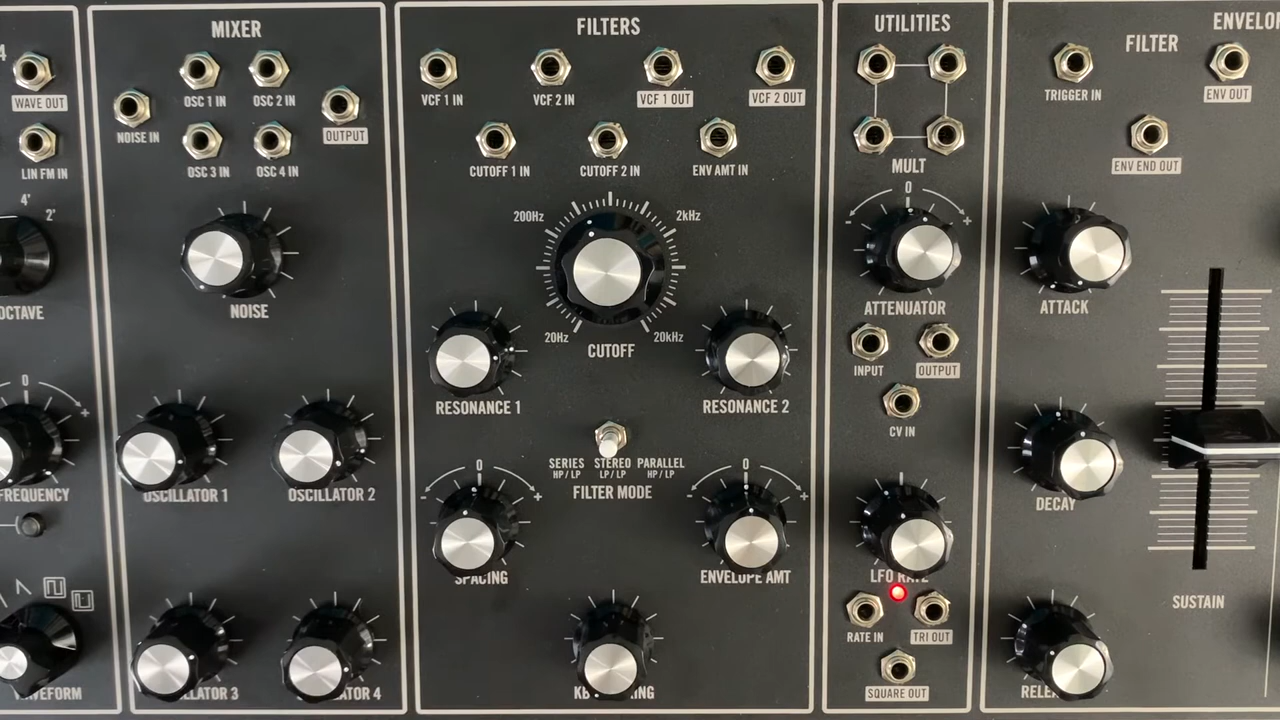 4
WAVE OUT
LIN FM IN
4'
2'
OCTAVE
0
+
FREQUENCY
MIXER
OSC 1 IN
OSC 2 IN
NOISE IN
OUTPUT
OSC 3 IN
OSC 4 IN
NOISE
OSCILLATOR 1
OSCILLATOR 2
FILTERS
VCF 1 IN
VCF 2 IN
VCF 1 OUT
VCF 2 OUT
CUTOFF 1 IN
CUTOFF 2 IN
ENV AMT IN
200Hz
2kHz
20Hz
20kHz
CUTOFF
RESONANCE 1
RESONANCE 2
SERIES STEREO PARALLEL
HP / LP LP / LP HP / LP
FILTER MODE
-
0
+
SPACING
-
0
+
ENVELOPE AMT
UTILITIES
MULT
-
0
+
ATTENUATOR
INPUT
OUTPUT
CV IN
LFO RATE
RATE IN
TRI OUT
SQUARE OUT
FILTER
TRIGGER IN
ENV OUT
ENV END OUT
ATTACK
DECAY
SUSTAIN